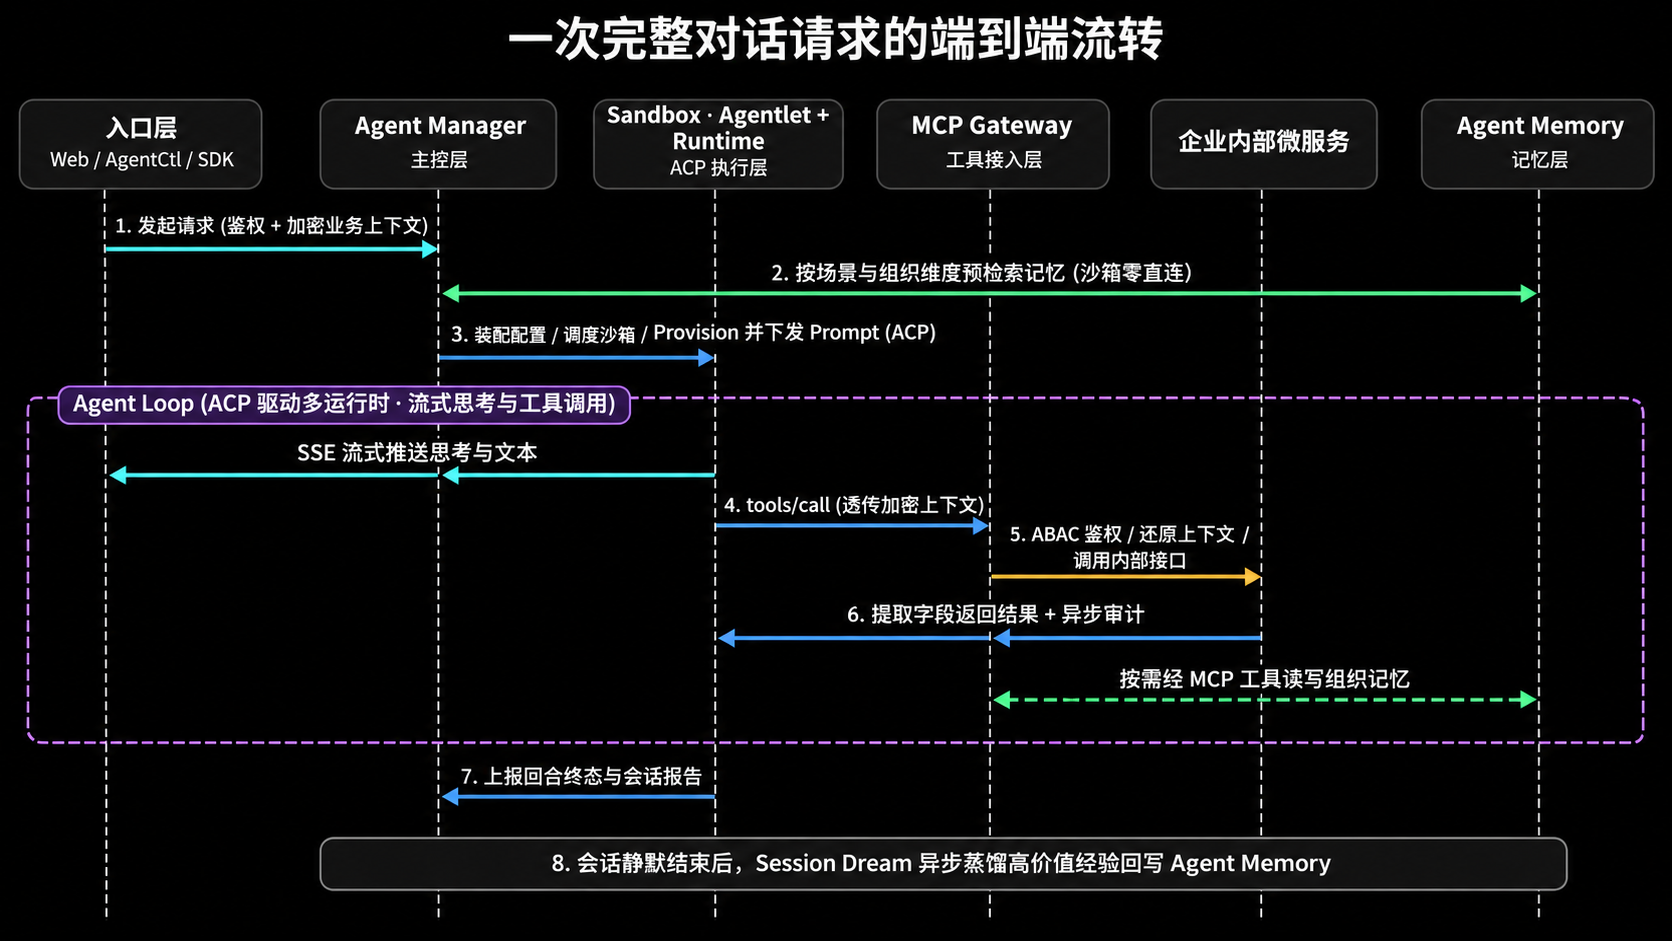 一次完整对话请求的端到端流转
入口层
Web / AgentCtl / SDK
Agent Manager
主控层
Sandbox · Agentlet +
Runtime
ACP 执行层
MCP Gateway
工具接入层
企业内部微服务
Agent Memory
记忆层
1. 发起请求 (鉴权 + 加密业务上下文)
2. 按场景与组织维度预检索记忆 (沙箱零直连)
3. 装配配置 / 调度沙箱 / Provision 并下发 Prompt (ACP)
Agent Loop (ACP 驱动多运行时 · 流式思考与工具调用)
SSE 流式推送思考与文本
4. tools/call (透传加密上下文)
5. ABAC 鉴权 / 还原上下文 /
调用内部接口
6. 提取字段返回结果 + 异步审计
按需经 MCP 工具读写组织记忆
7. 上报回合终态与会话报告
8. 会话静默结束后，Session Dream 异步蒸馏高价值经验回写 Agent Memory